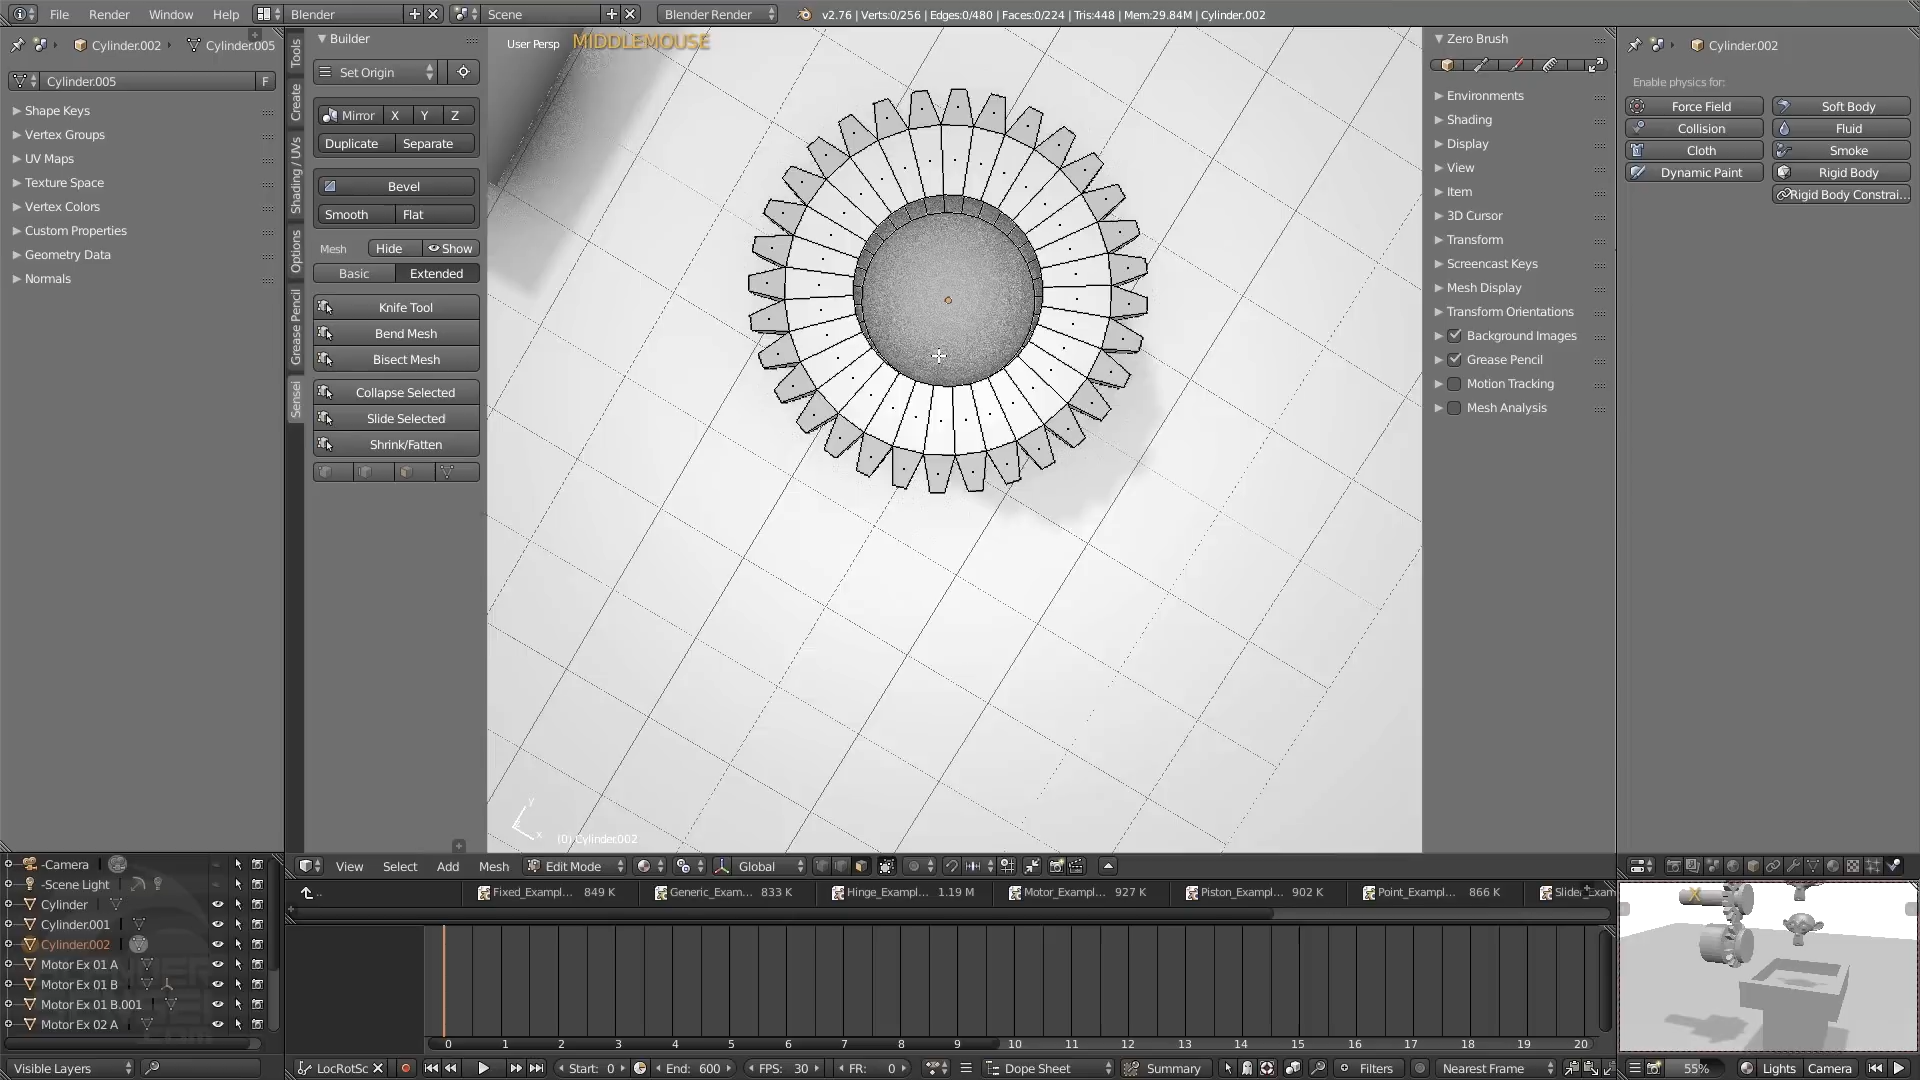 File Render Window Help Blender Scene Blender Render v2.76 | Verts:0/256 | Edges:0/480 | Faces:0/224 | Tris:448 | Mem:29.84M | Cylinder.002
Cylinder.002 Cylinder.005
Cylinder.005 F
Shape Keys
Vertex Groups
UV Maps
Texture Space
Vertex Colors
Custom Properties
Geometry Data
Normals
Tools
Create
Shading / UVs
Options
Grease Pencil
Sensei
Builder
Set Origin
Mirror X Y Z
Duplicate Separate
Bevel
Smooth Flat
Mesh Hide Show
Basic Extended
Knife Tool
Bend Mesh
Bisect Mesh
Collapse Selected
Slide Selected
Shrink/Fatten
User Persp MIDDLEMOUSE
Y
X
(0) Cylinder.002
Zero Brush
Environments
Shading
Display
View
Item
3D Cursor
Transform
Screencast Keys
Mesh Display
Transform Orientations
Background Images
Grease Pencil
Motion Tracking
Mesh Analysis
Cylinder.002
Enable physics for:
Force Field Soft Body
Collision Fluid
Cloth Smoke
Dynamic Paint Rigid Body
Rigid Body Constrai...
View Select Add Mesh Edit Mode Global
-Camera
-Scene Light
Cylinder
Cylinder.001
Cylinder.002
Motor Ex 01 A
Motor Ex 01 B
Motor Ex 01 B.001
Motor Ex 02 A
.. Fixed_Exampl... 849 K Generic_Exam... 833 K Hinge_Exampl... 1.19 M Motor_Exampl... 927 K Piston_Exampl... 902 K Point_Exampl... 866 K
0 1 2 3 4 5 6 7 8 9 10 11 12 13 14 15 16 17 18 19 20
Visible Layers
LocRotSc Start: 0 End: 600 FPS: 30 FR: 0 Dope Sheet Summary Filters Nearest Frame
55% Lights Camera